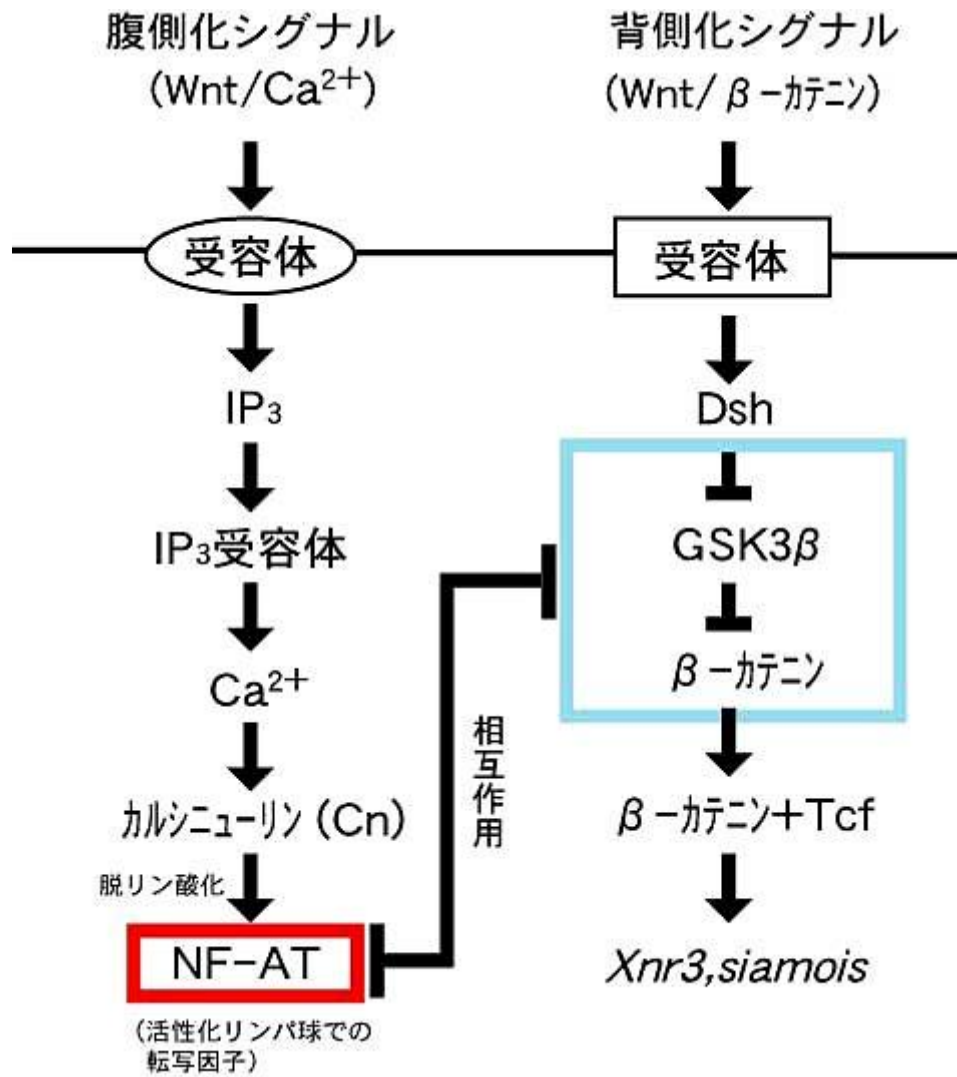 腹側化シグナル
(Wnt/Ca²⁺)
受容体
IP₃
IP₃受容体
Ca²⁺
カルシニューリン(Cn)
脱リン酸化
NF-AT
(活性化リンパ球での
転写因子)
相互作用
背側化シグナル
(Wnt/β-カテニン)
受容体
Dsh
GSK3β
β-カテニン
β-カテニン+Tcf
Xnr3,siamois